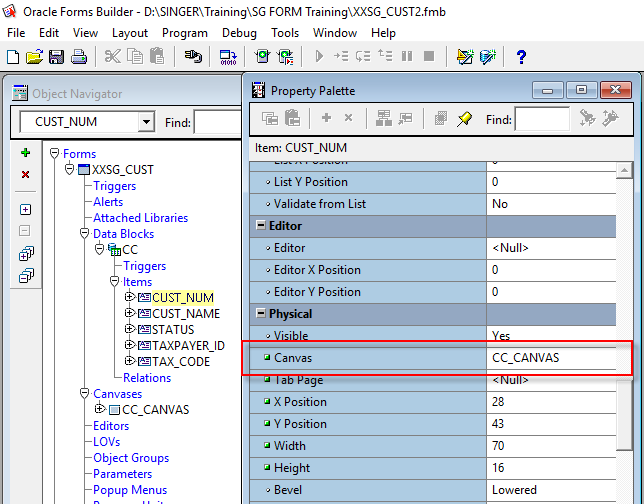 Oracle Forms Builder - D:\SINGER\Training\SG FORM Training\XXSG_CUST2.fmb
File Edit View Layout Program Debug Tools Window Help
Object Navigator
CUST_NUM Find:
Forms
XXSG_CUST
Triggers
Alerts
Attached Libraries
Data Blocks
CC
Triggers
Items
CUST_NUM
CUST_NAME
STATUS
TAXPAYER_ID
TAX_CODE
Relations
Canvases
CC_CANVAS
Editors
LOVs
Object Groups
Parameters
Popup Menus
Property Palette
Find:
Item: CUST_NUM
List X Position 0
List Y Position 0
Validate from List No
Editor
Editor <Null>
Editor X Position 0
Editor Y Position 0
Physical
Visible Yes
Canvas CC_CANVAS
Tab Page <Null>
X Position 28
Y Position 43
Width 70
Height 16
Bevel Lowered